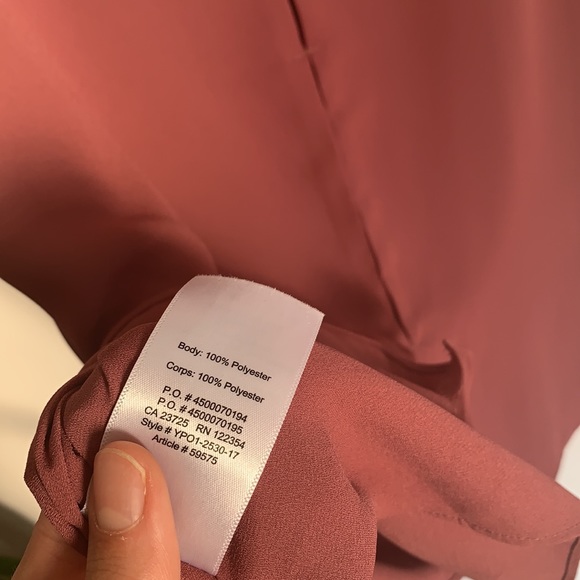 Body: 100% Polyester
Corps: 100% Polyester
P.O. # 4500070194
P.O. # 4500070195
CA 23725 RN 122354
Style # YPO1-2530-17
Article # 59575